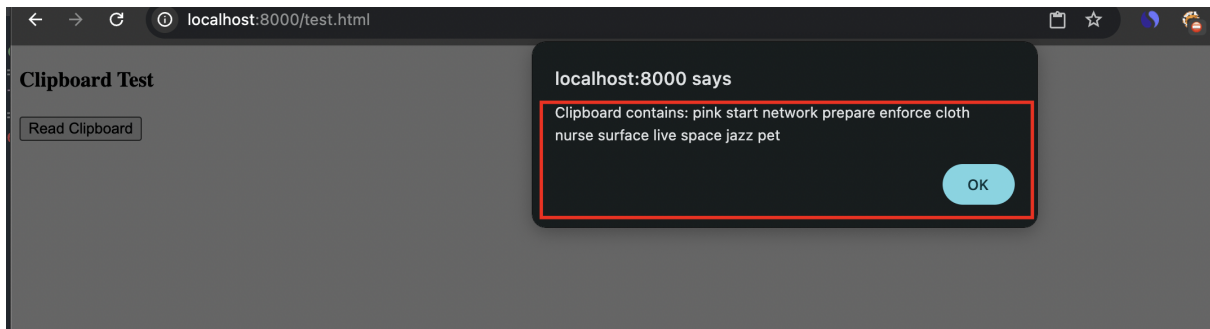 localhost:8000/test.html
Clipboard Test
Read Clipboard
localhost:8000 says
Clipboard contains: pink start network prepare enforce cloth
nurse surface live space jazz pet
OK